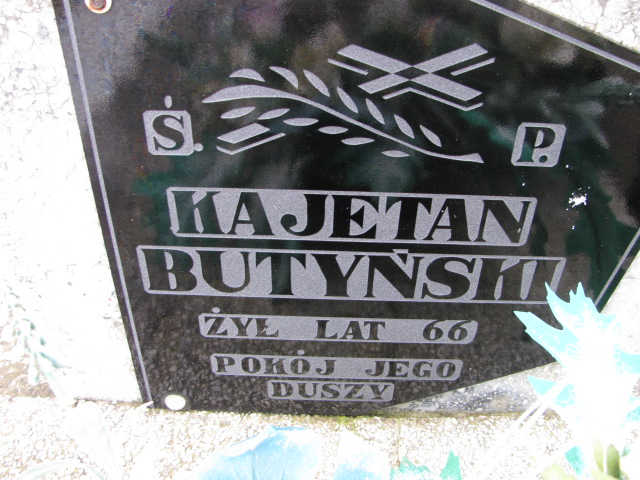 Ś. P.
KAJETAN
BUTYŃSKI
ŻYŁ LAT 66
POKÓJ JEGO
DUSZY